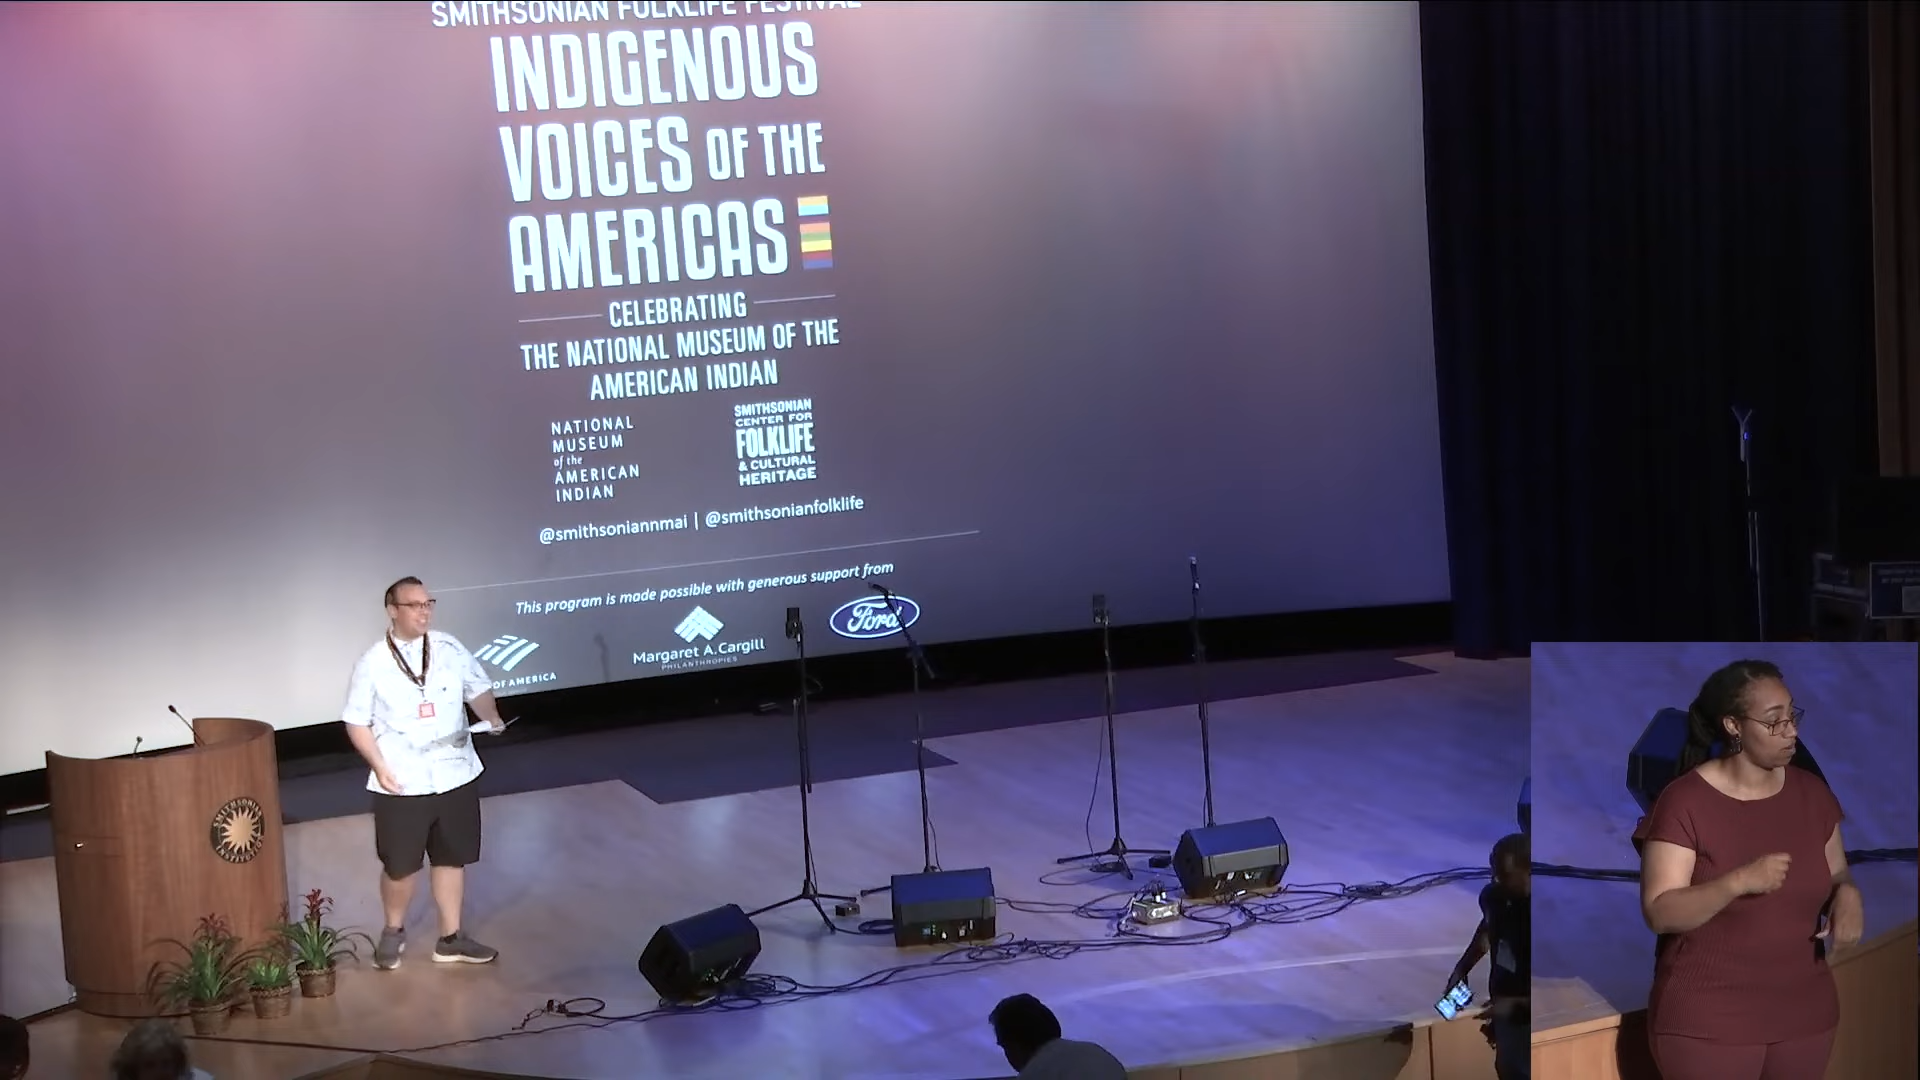 SMITHSONIAN FOLKLIFE FESTIVAL
INDIGENOUS
VOICES OF THE
AMERICAS
CELEBRATING
THE NATIONAL MUSEUM OF THE
AMERICAN INDIAN
NATIONAL
MUSEUM
of the
AMERICAN
INDIAN
SMITHSONIAN
CENTER FOR
FOLKLIFE
& CULTURAL
HERITAGE
@smithsoniannmai | @smithsonianfolklife
This program is made possible with generous support from
OF AMERICA
Margaret A. Cargill
PHILANTHROPIES
Ford
SMITHSONIAN
INSTITUTION